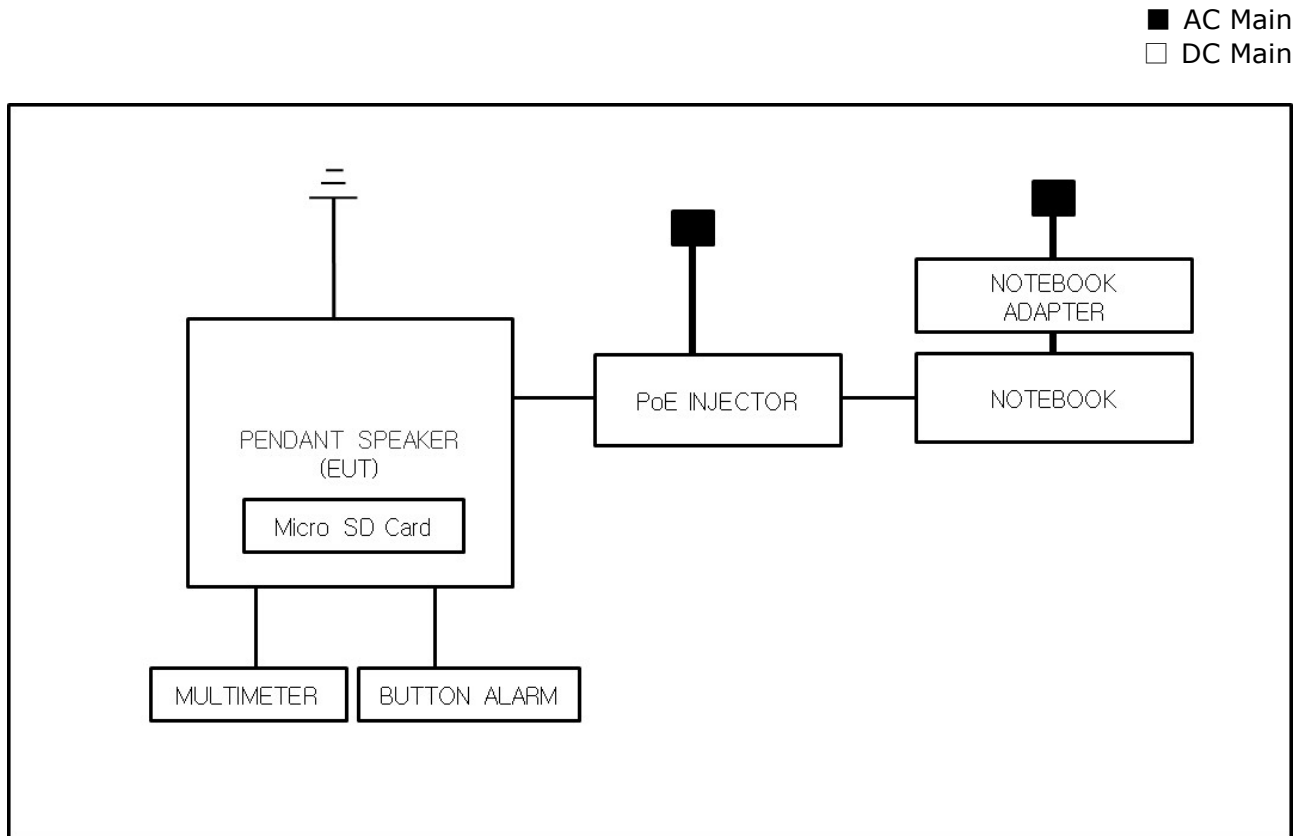 ■ AC Main
□ DC Main
NOTEBOOK
ADAPTER
PoE INJECTOR
NOTEBOOK
PENDANT SPEAKER
(EUT)
Micro SD Card
MULTIMETER
BUTTON ALARM